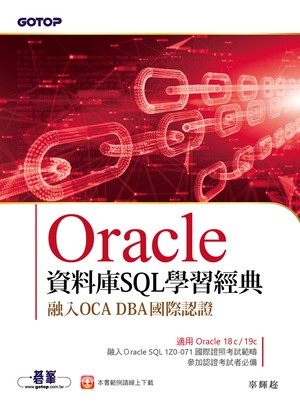 GOTOP
Oracle
資料庫SQL學習經典
融入OCA DBA國際認證
適用 Oracle 18c/19c
融入Oracle SQL 1Z0-071 國際證照考試範疇
參加認證考試者必備
碁峯
www.gotop.com.tw
本書範例請線上下載
辜輝趂